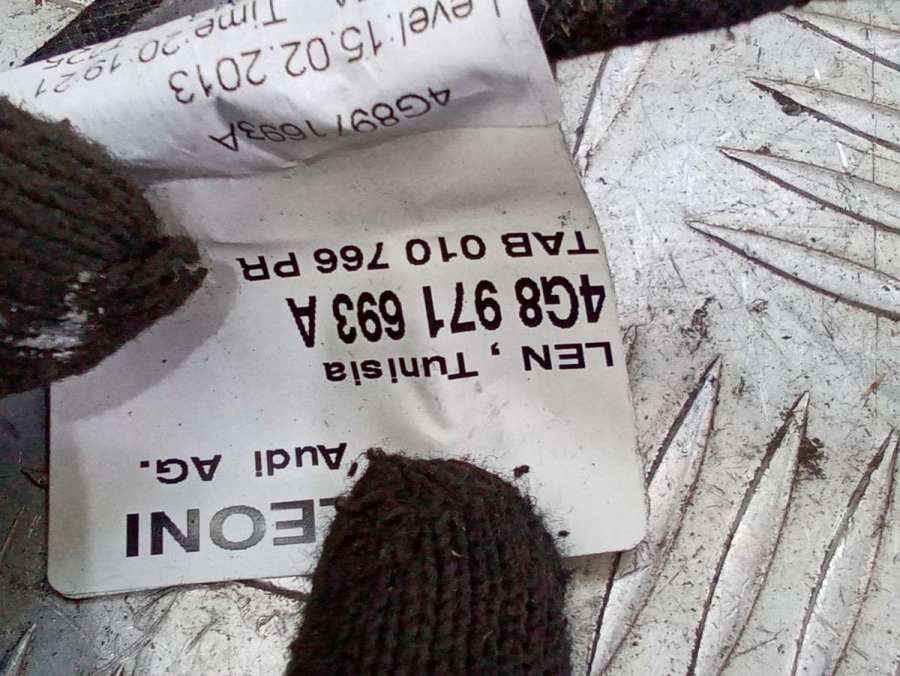 LEONI
Audi AG.
LEN , Tunisia
4G8 971 693 A
TAB 010 766 PR
4G8971693A
Level:15.02.2013
Time:20:19:21